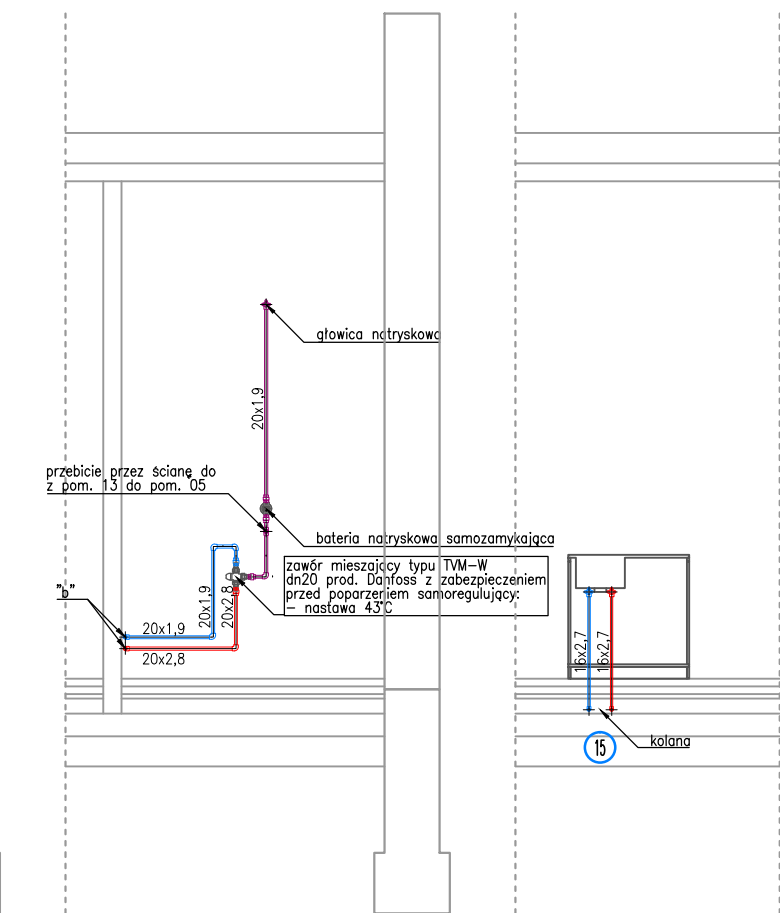 głowica natryskowa
20x1.9
przebicie przez ścianę do
z pom. 13 do pom. 05
bateria natryskowa samozamykająca
zawór mieszający typu TVM-W
dn20 prod. Danfoss z zabezpieczeniem
przed poparzeniem samoregulujący:
– nastawa 43°C
"b"
20x1,9
20x2,8
20x1,9
20x2,8
16x2,7
16x2,7
kolana
15